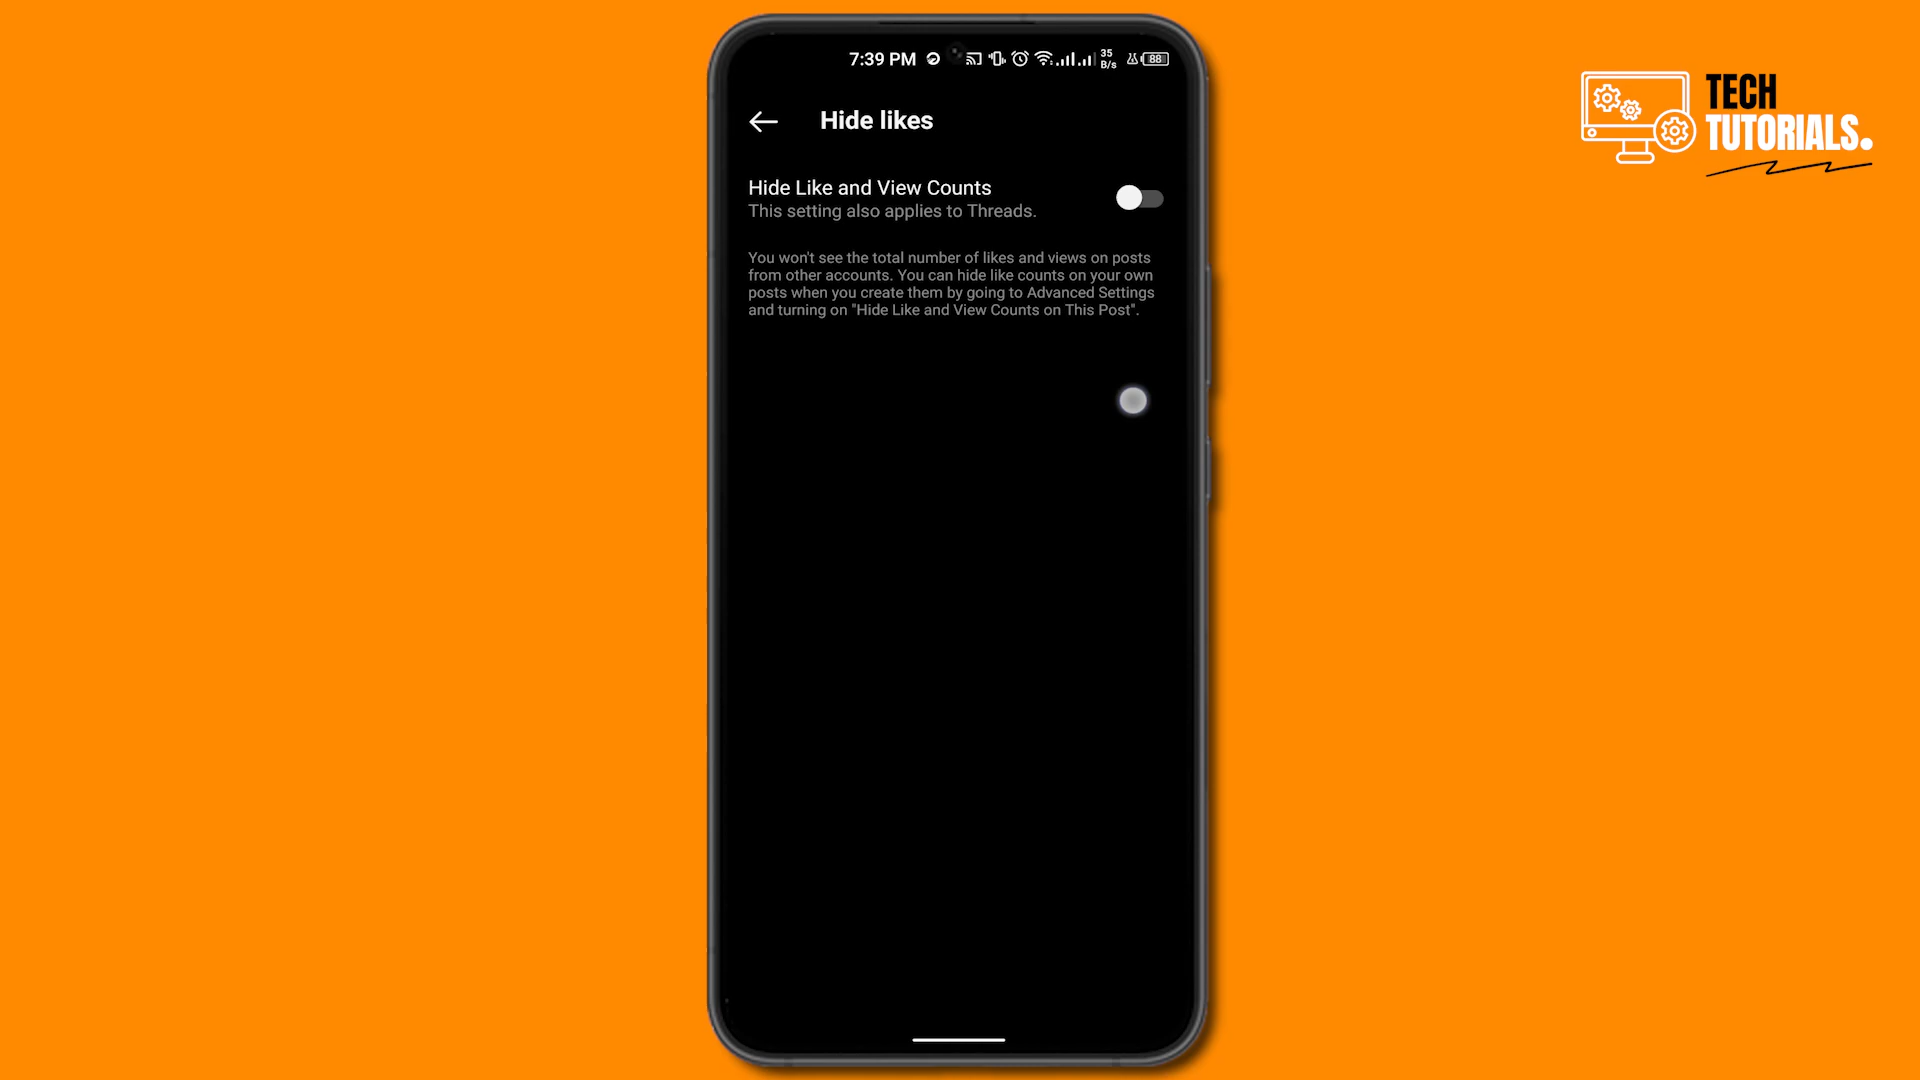 7:39 PM 35 B/s 88
Hide likes
Hide Like and View Counts
This setting also applies to Threads.
You won't see the total number of likes and views on posts
from other accounts. You can hide like counts on your own
posts when you create them by going to Advanced Settings
and turning on "Hide Like and View Counts on This Post".
TECH
TUTORIALS.